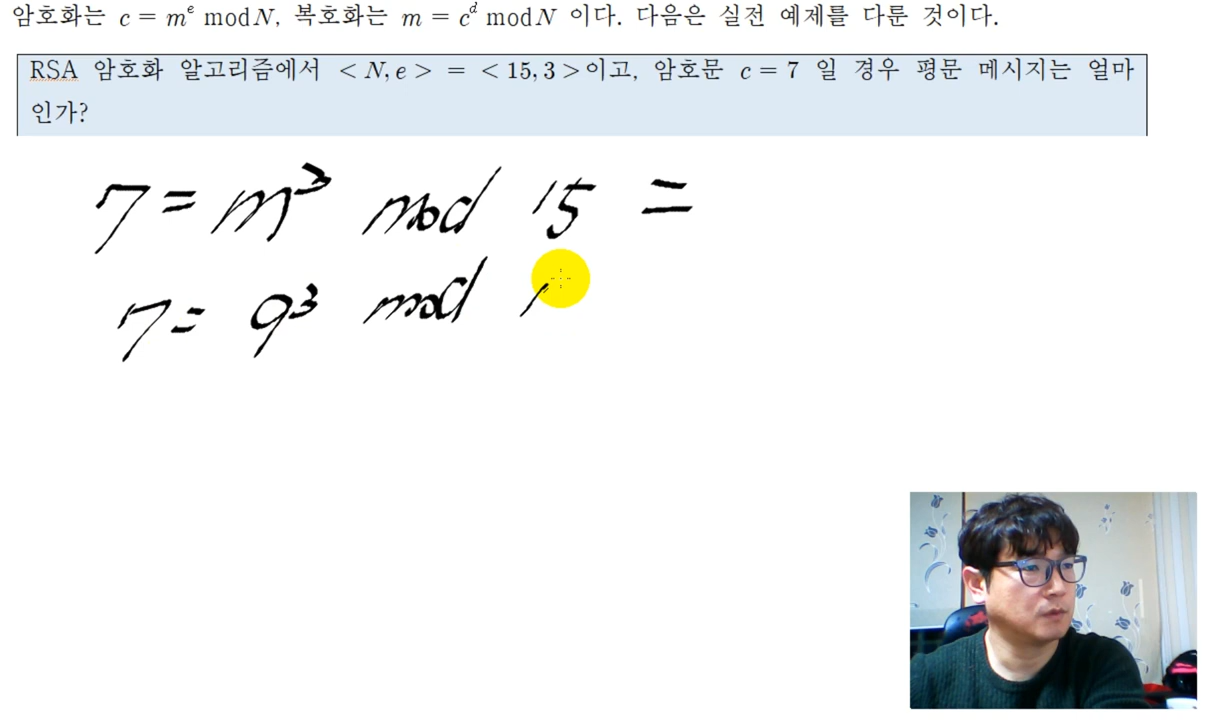 암호화는 c = m^e mod N, 복호화는 m = c^d mod N 이다. 다음은 실전 예제를 다룬 것이다.
RSA 암호화 알고리즘에서 < N, e > = < 15, 3 >이고, 암호문 c = 7 일 경우 평문 메시지는 얼마
인가?
7 = m^3 mod 15 =
7 = 9^3 mod 1